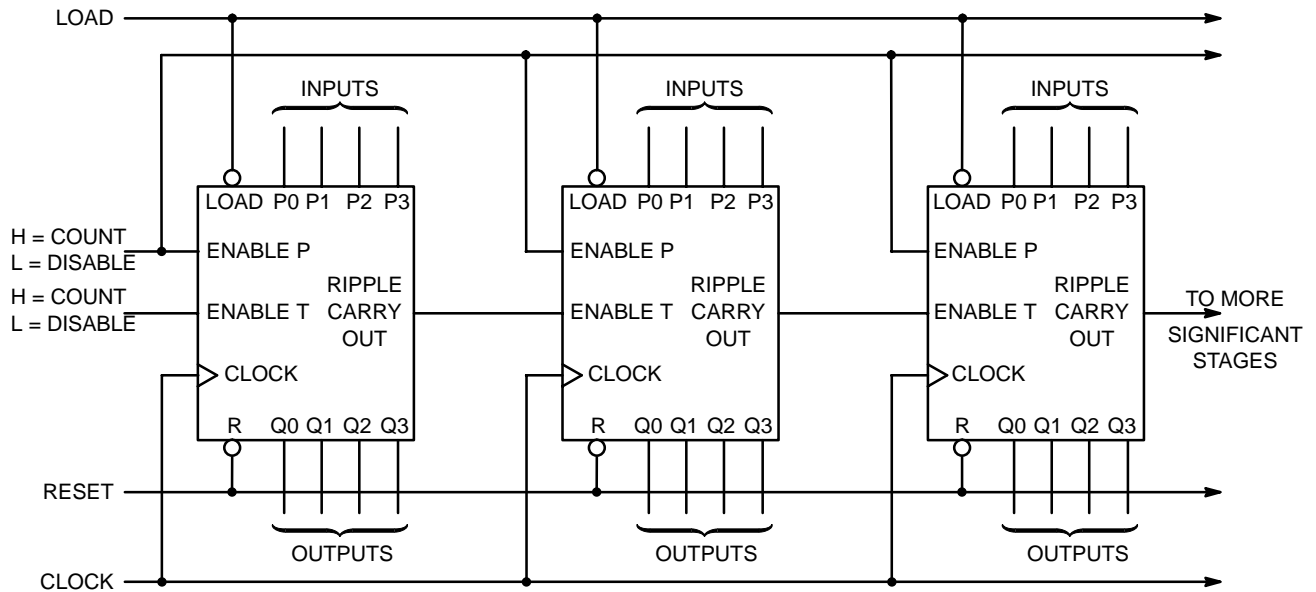 LOAD
INPUTS
INPUTS
INPUTS
LOAD P0 P1 P2 P3
LOAD P0 P1 P2 P3
LOAD P0 P1 P2 P3
H = COUNT
L = DISABLE
ENABLE P
ENABLE P
ENABLE P
H = COUNT
L = DISABLE
ENABLE T
RIPPLE
CARRY
OUT
ENABLE T
RIPPLE
CARRY
OUT
ENABLE T
RIPPLE
CARRY
OUT
TO MORE
SIGNIFICANT
STAGES
CLOCK
CLOCK
CLOCK
R Q0 Q1 Q2 Q3
R Q0 Q1 Q2 Q3
R Q0 Q1 Q2 Q3
RESET
OUTPUTS
OUTPUTS
OUTPUTS
CLOCK